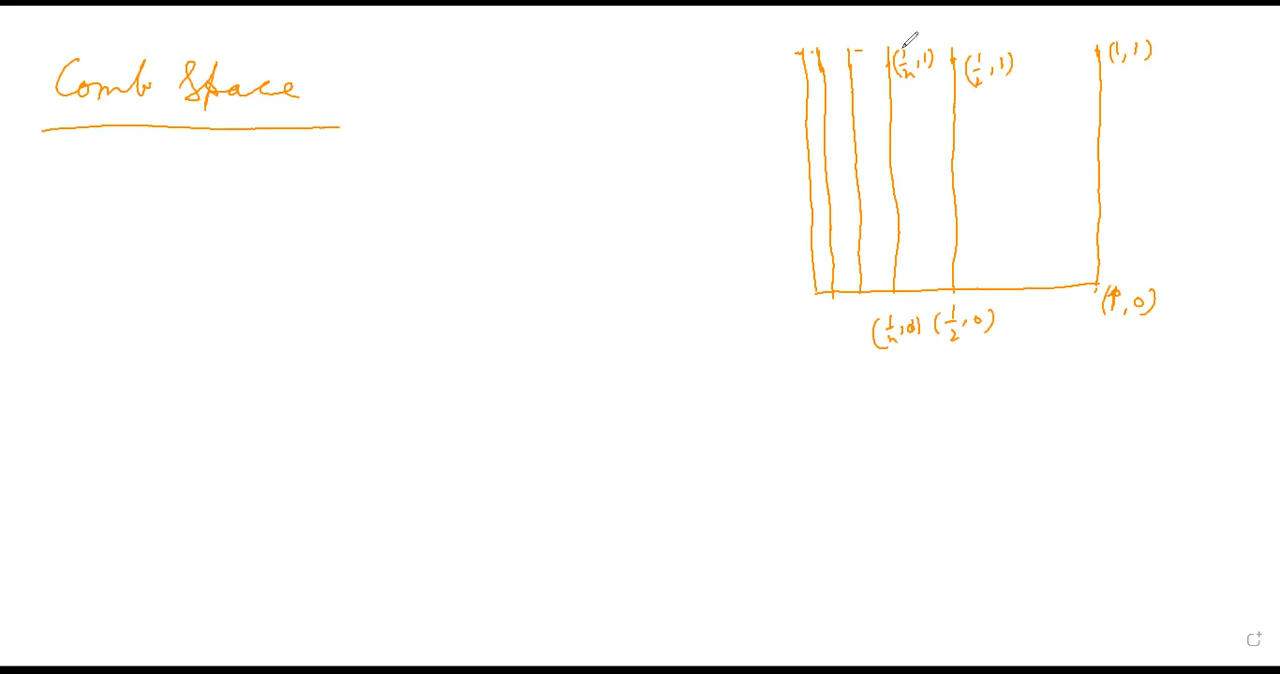 Comb Space
(1/n, 1) (1/2, 1) (1, 1)
(1/n, 0) (1/2, 0) (1, 0)